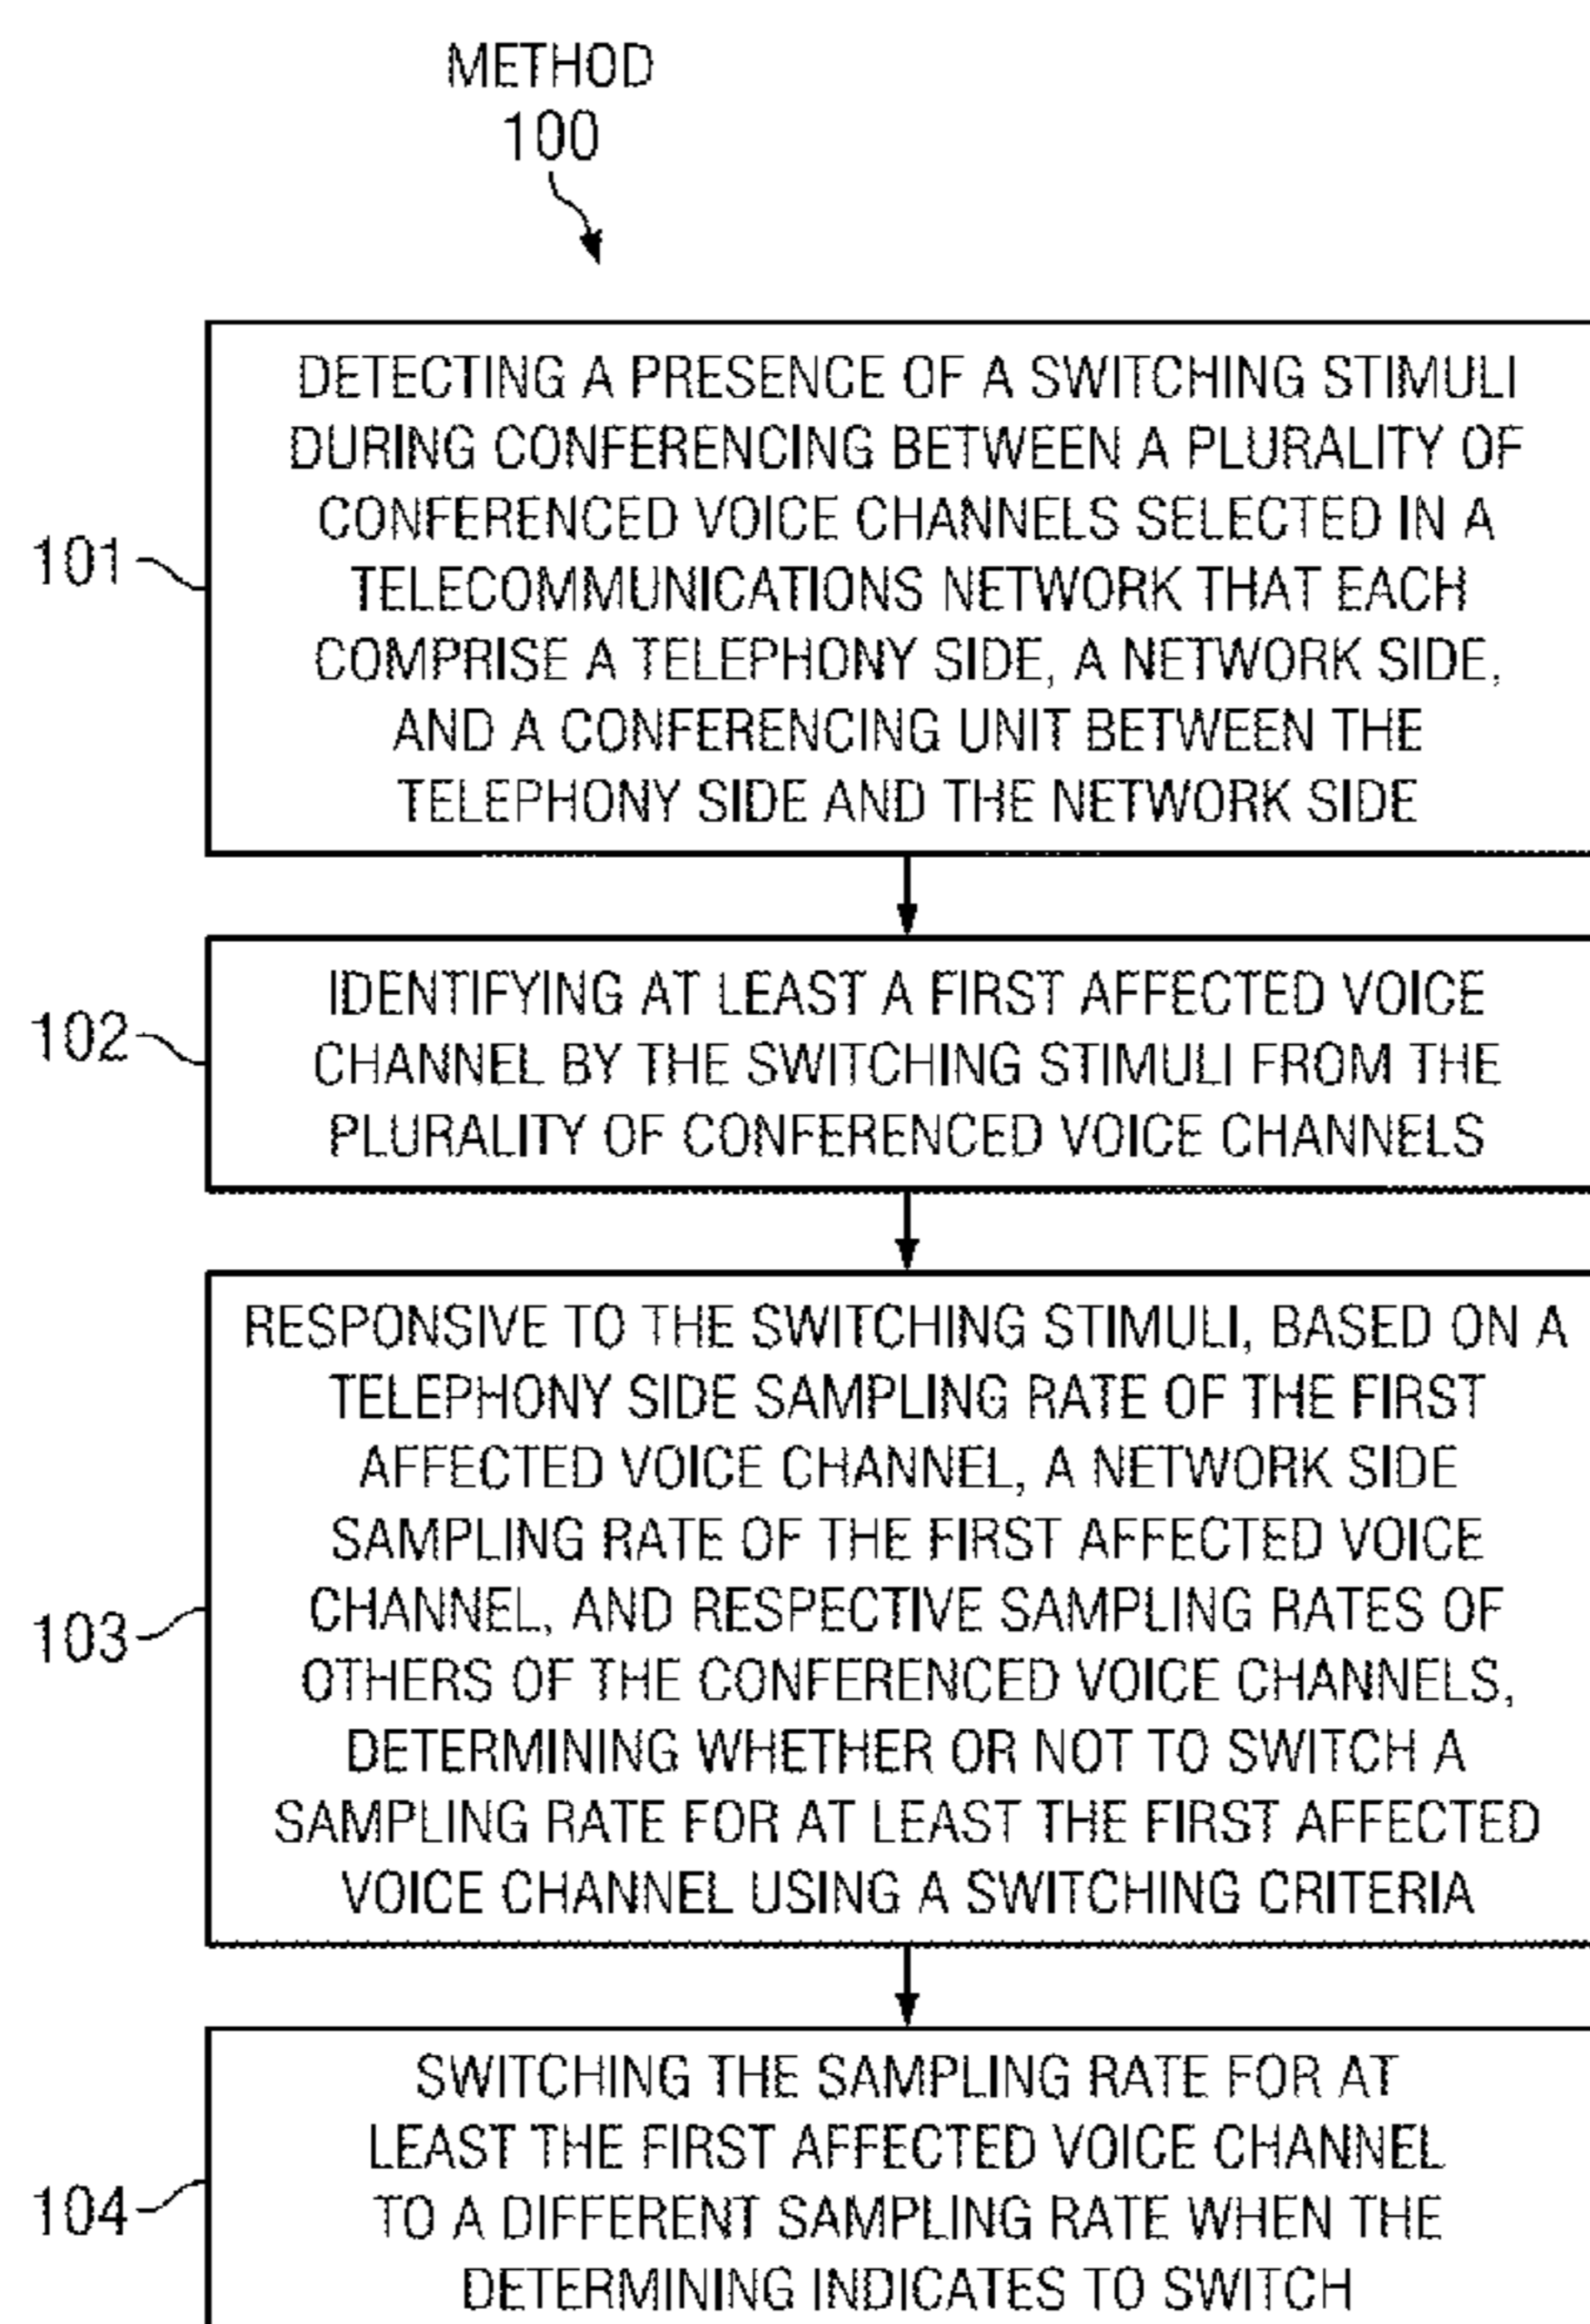 METHOD
100
101
DETECTING A PRESENCE OF A SWITCHING STIMULI
DURING CONFERENCING BETWEEN A PLURALITY OF
CONFERENCED VOICE CHANNELS SELECTED IN A
TELECOMMUNICATIONS NETWORK THAT EACH
COMPRISE A TELEPHONY SIDE, A NETWORK SIDE,
AND A CONFERENCING UNIT BETWEEN THE
TELEPHONY SIDE AND THE NETWORK SIDE
102
IDENTIFYING AT LEAST A FIRST AFFECTED VOICE
CHANNEL BY THE SWITCHING STIMULI FROM THE
PLURALITY OF CONFERENCED VOICE CHANNELS
103
RESPONSIVE TO THE SWITCHING STIMULI, BASED ON A
TELEPHONY SIDE SAMPLING RATE OF THE FIRST
AFFECTED VOICE CHANNEL, A NETWORK SIDE
SAMPLING RATE OF THE FIRST AFFECTED VOICE
CHANNEL, AND RESPECTIVE SAMPLING RATES OF
OTHERS OF THE CONFERENCED VOICE CHANNELS,
DETERMINING WHETHER OR NOT TO SWITCH A
SAMPLING RATE FOR AT LEAST THE FIRST AFFECTED
VOICE CHANNEL USING A SWITCHING CRITERIA
104
SWITCHING THE SAMPLING RATE FOR AT
LEAST THE FIRST AFFECTED VOICE CHANNEL
TO A DIFFERENT SAMPLING RATE WHEN THE
DETERMINING INDICATES TO SWITCH